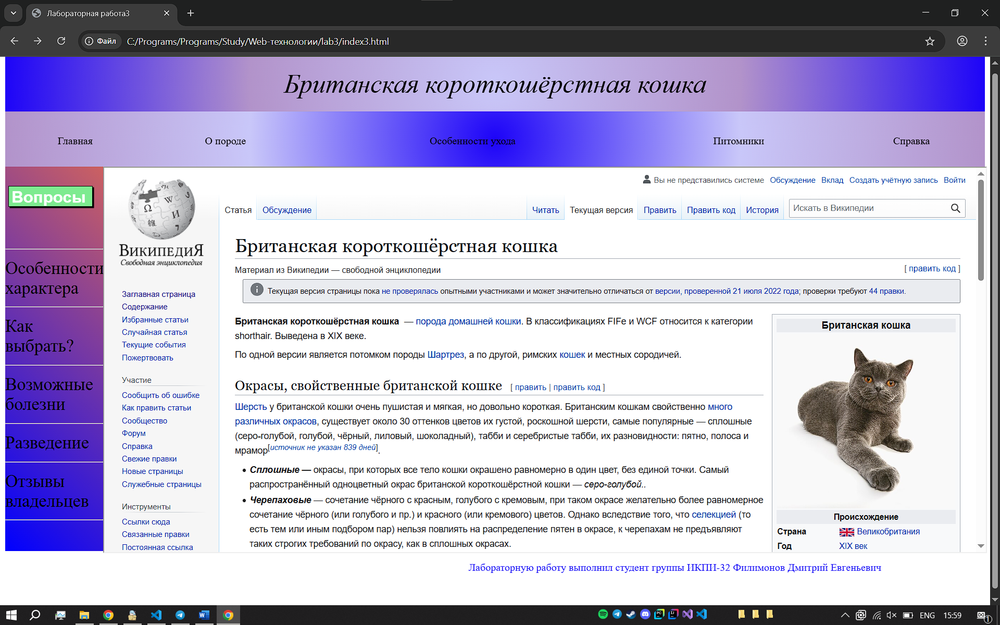 Лабораторная работа3
Файл
C:/Programs/Programs/Study/Web-технологии/lab3/index3.html
Британская короткошёрстная кошка
Главная
О породе
Особенности ухода
Питомники
Справка
Вопросы
Особенности
характера
Как
выбрать?
Возможные
болезни
Разведение
Отзывы
владельцев
ВикипедиЯ
Свободная энциклопедия
Заглавная страница
Содержание
Избранные статьи
Случайная статья
Текущие события
Пожертвовать
Участие
Сообщить об ошибке
Как править статьи
Сообщество
Форум
Справка
Свежие правки
Новые страницы
Служебные страницы
Инструменты
Ссылки сюда
Связанные правки
Постоянная ссылка
Вы не представились системе Обсуждение Вклад Создать учётную запись Войти
Статья Обсуждение Читать Текущая версия Править Править код История Искать в Википедии
Британская короткошёрстная кошка
Материал из Википедии — свободной энциклопедии
[ править код ]
Текущая версия страницы пока не проверялась опытными участниками и может значительно отличаться от версии, проверенной 21 июля 2022 года; проверки требуют 44 правки.
Британская короткошёрстная кошка — порода домашней кошки. В классификациях FIFe и WCF относится к категории
shorthair. Выведена в XIX веке.
По одной версии является потомком породы Шартрез, а по другой, римских кошек и местных сородичей.
Окрасы, свойственные британской кошке [ править | править код ]
Шерсть у британской кошки очень пушистая и мягкая, но довольно короткая. Британским кошкам свойственно много
различных окрасов, существует около 30 оттенков цветов их густой, роскошной шерсти, самые популярные — сплошные
(серо-голубой, голубой, чёрный, лиловый, шоколадный), табби и серебристые табби, их разновидности: пятно, полоса и
мрамор[источник не указан 839 дней].
• Сплошные — окрасы, при которых все тело кошки окрашено равномерно в один цвет, без единой точки. Самый
распространённый одноцветный окрас британской короткошёрстной кошки — серо-голубой..
• Черепаховые — сочетание чёрного с красным, голубого с кремовым, при таком окрасе желательно более равномерное
сочетание чёрного (или голубого и пр.) и красного (или кремового) цветов. Однако вследствие того, что селекцией (то
есть тем или иным подбором пар) нельзя повлиять на распределение пятен в окрасе, к черепахам не предъявляют
таких строгих требований по окрасу, как в сплошных окрасах.
Британская кошка
Происхождение
Страна Великобритания
Год XIX век
Лабораторную работу выполнил студент группы ИКПИ-32 Филимонов Дмитрий Евгеньевич
ENG
15:59
1